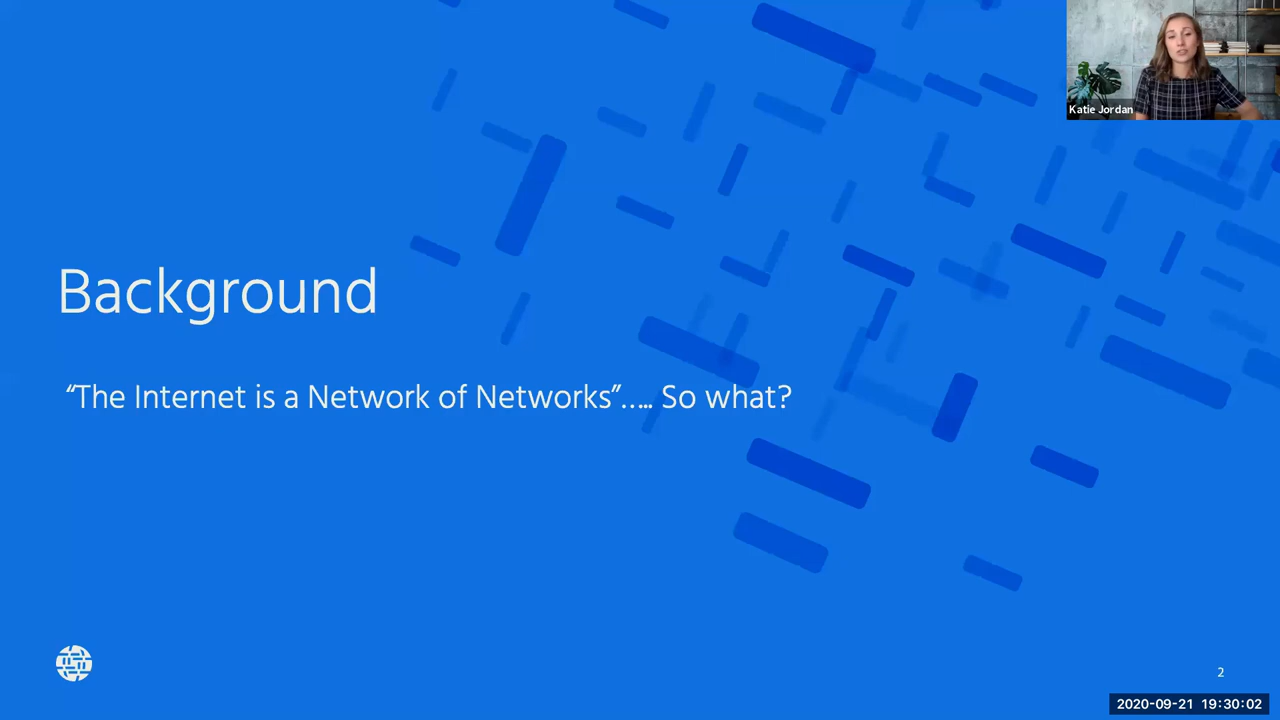 Katie Jordan
Background
“The Internet is a Network of Networks”..... So what?
2
2020-09-21 19:30:02